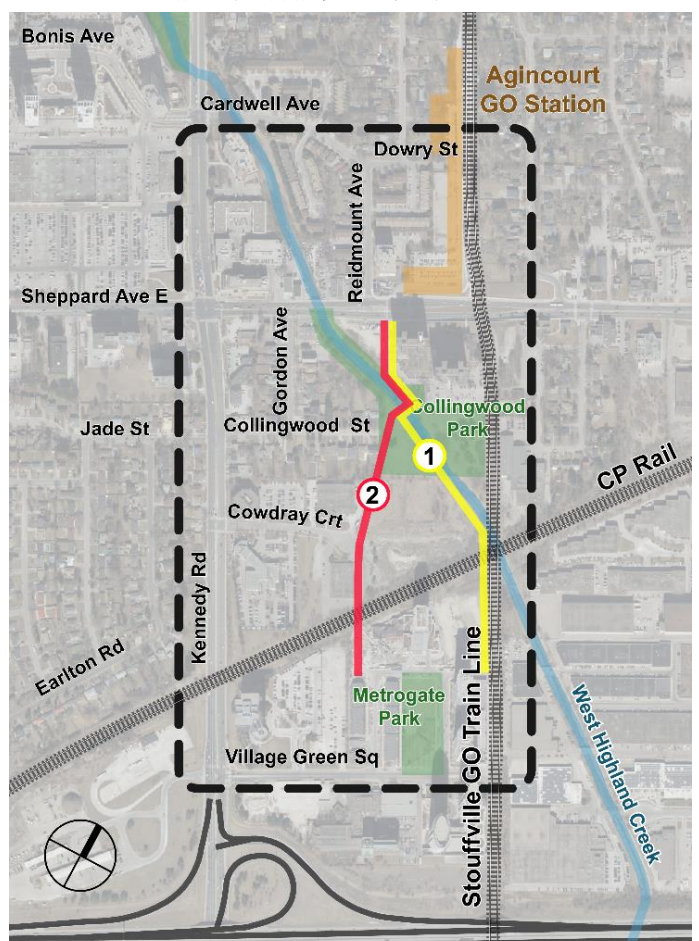 Bonis Ave
Cardwell Ave
Agincourt
GO Station
Dowry St
Reidmount Ave
Sheppard Ave E
Gordon Ave
Jade St
Collingwood St
Collingwood
Park
1
CP Rail
2
Cowdray Crt
Kennedy Rd
Earlton Rd
Metrogate
Park
Stouffville GO Train Line
West Highland Creek
Village Green Sq